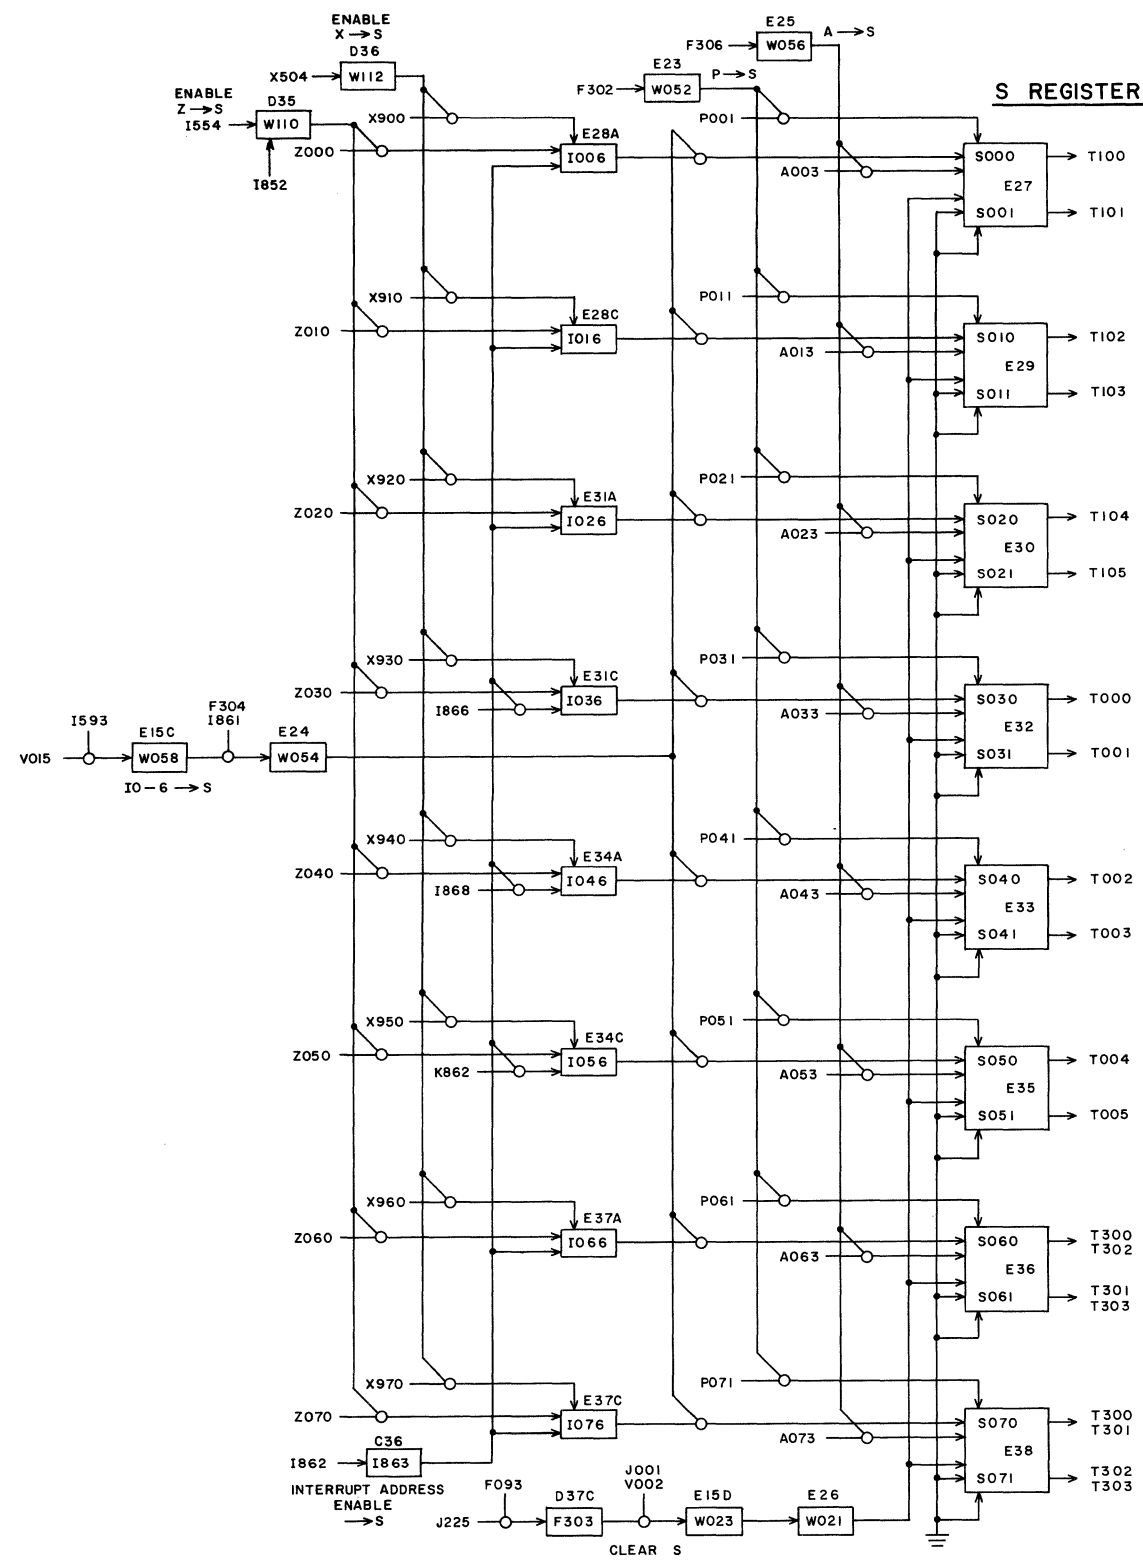 ENABLE
X → S
D36
X504
W112
E25
F306
W056
A → S
E23
F302
W052
P → S
S REGISTER
ENABLE
Z → S
D35
I554
W110
I852
X900
Z000
E28A
I006
P001
A003
S000
E27
S001
T100
T101
X910
Z010
E28C
I016
P011
A013
S010
E29
S011
T102
T103
X920
Z020
E31A
I026
P021
A023
S020
E30
S021
T104
T105
X930
Z030
I866
E31C
I036
P031
A033
S030
E32
S031
T000
T001
I593
V015
E15C
W058
IO-6 → S
F304
I861
E24
W054
X940
Z040
I868
E34A
I046
P041
A043
S040
E33
S041
T002
T003
X950
Z050
K862
E34C
I056
P051
A053
S050
E35
S051
T004
T005
X960
Z060
E37A
I066
P061
A063
S060
E36
S061
T300
T302
T301
T303
X970
Z070
E37C
I076
P071
A073
S070
E38
S071
T300
T301
T302
T303
C36
I862
I863
INTERRUPT ADDRESS
ENABLE
→ S
F093
J225
D37C
F303
J001
V002
E15D
W023
E26
W021
CLEAR S